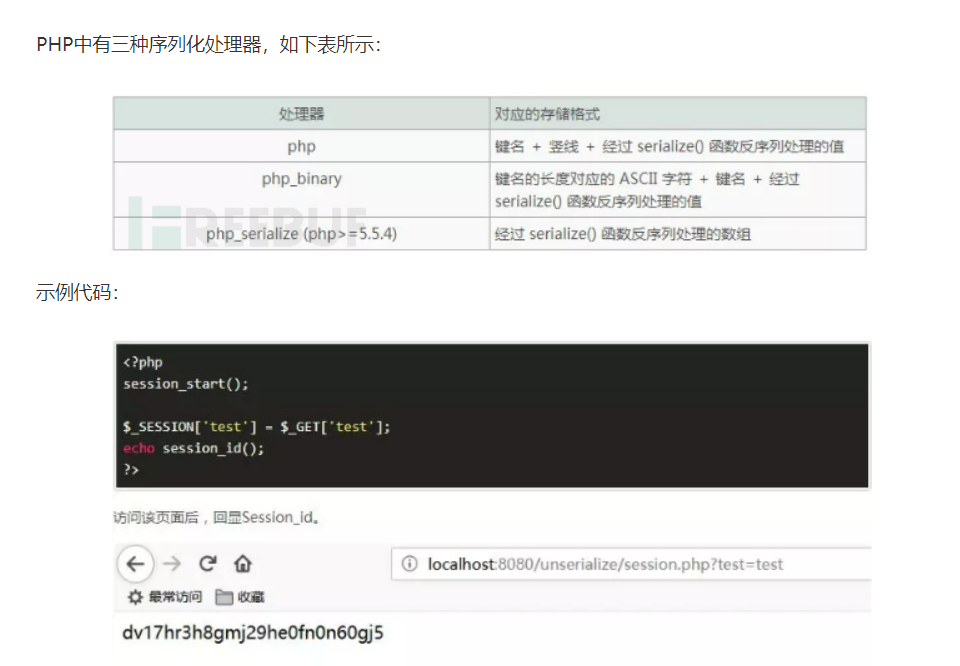 PHP中有三种序列化处理器，如下表所示：
处理器 对应的存储格式
php 键名 + 竖线 + 经过 serialize() 函数反序列处理的值
php_binary 键名的长度对应的 ASCII 字符 + 键名 + 经过
serialize() 函数反序列处理的值
php_serialize (php>=5.5.4) 经过 serialize() 函数反序列处理的数组
FREEBUF
示例代码：
<?php
session_start();
$_SESSION['test'] = $_GET['test'];
echo session_id();
?>
访问该页面后，回显Session_id。
localhost:8080/unserialize/session.php?test=test
最常访问 收藏
dv17hr3h8gmj29he0fn0n60gj5